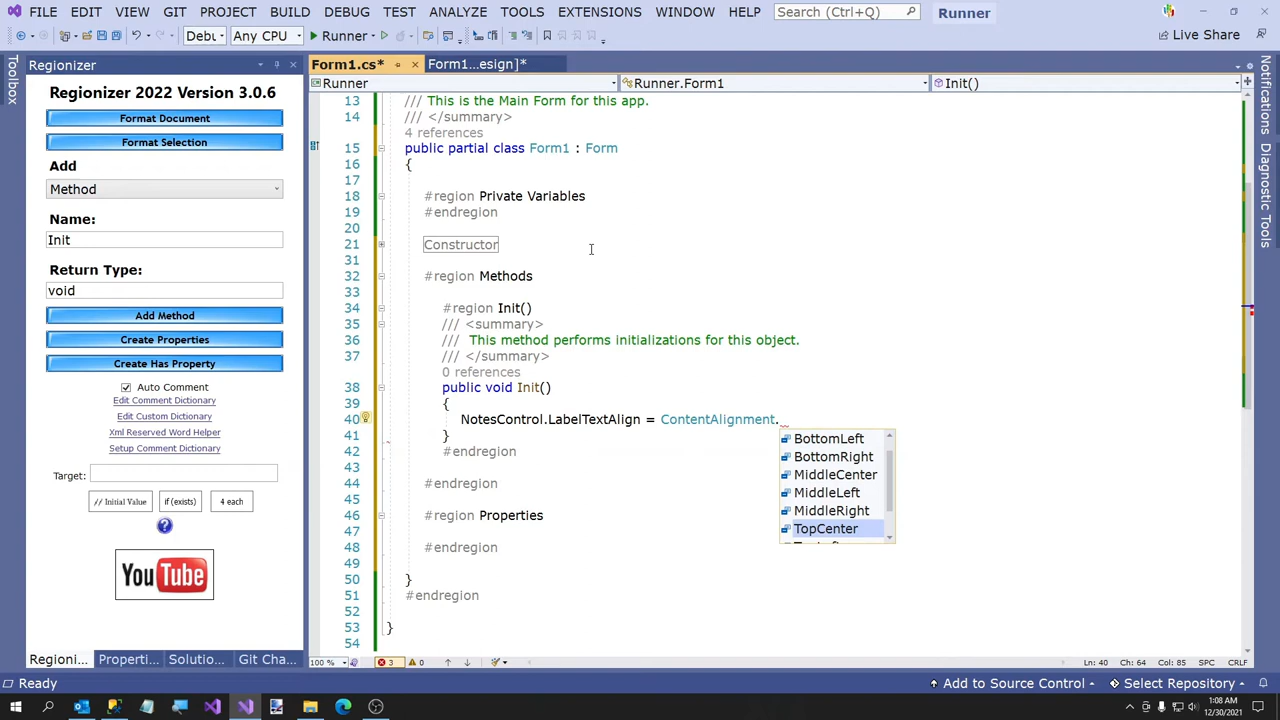 FILE EDIT VIEW GIT PROJECT BUILD DEBUG TEST ANALYZE TOOLS EXTENSIONS WINDOW HELP Search (Ctrl+Q) Runner
Debu Any CPU Runner Live Share
Toolbox
Regionizer
Regionizer 2022 Version 3.0.6
Format Document
Format Selection
Add
Method
Name:
Init
Return Type:
void
Add Method
Create Properties
Create Has Property
Auto Comment
Edit Comment Dictionary
Edit Custom Dictionary
Xml Reserved Word Helper
Setup Comment Dictionary
Target:
// Initial Value if (exists) 4 each
?
YouTube
Regioni... Properti... Solutio... Git Cha...
Form1.cs* Form1...esign]*
Runner Runner.Form1 Init()
13 /// This is the Main Form for this app.
14 /// </summary>
4 references
15 public partial class Form1 : Form
16 {
17
18 #region Private Variables
19 #endregion
20
21 Constructor
31
32 #region Methods
33
34 #region Init()
35 /// <summary>
36 /// This method performs initializations for this object.
37 /// </summary>
0 references
38 public void Init()
39 {
40 NotesControl.LabelTextAlign = ContentAlignment.
41 }
42 #endregion
43
44 #endregion
45
46 #region Properties
47
48 #endregion
49
50 }
51 #endregion
52
53 }
54
BottomLeft
BottomRight
MiddleCenter
MiddleLeft
MiddleRight
TopCenter
100 % 3 0 Ln: 40 Ch: 64 Col: 85 SPC CRLF
Notifications
Diagnostic Tools
Ready Add to Source Control Select Repository
1:08 AM
12/30/2021